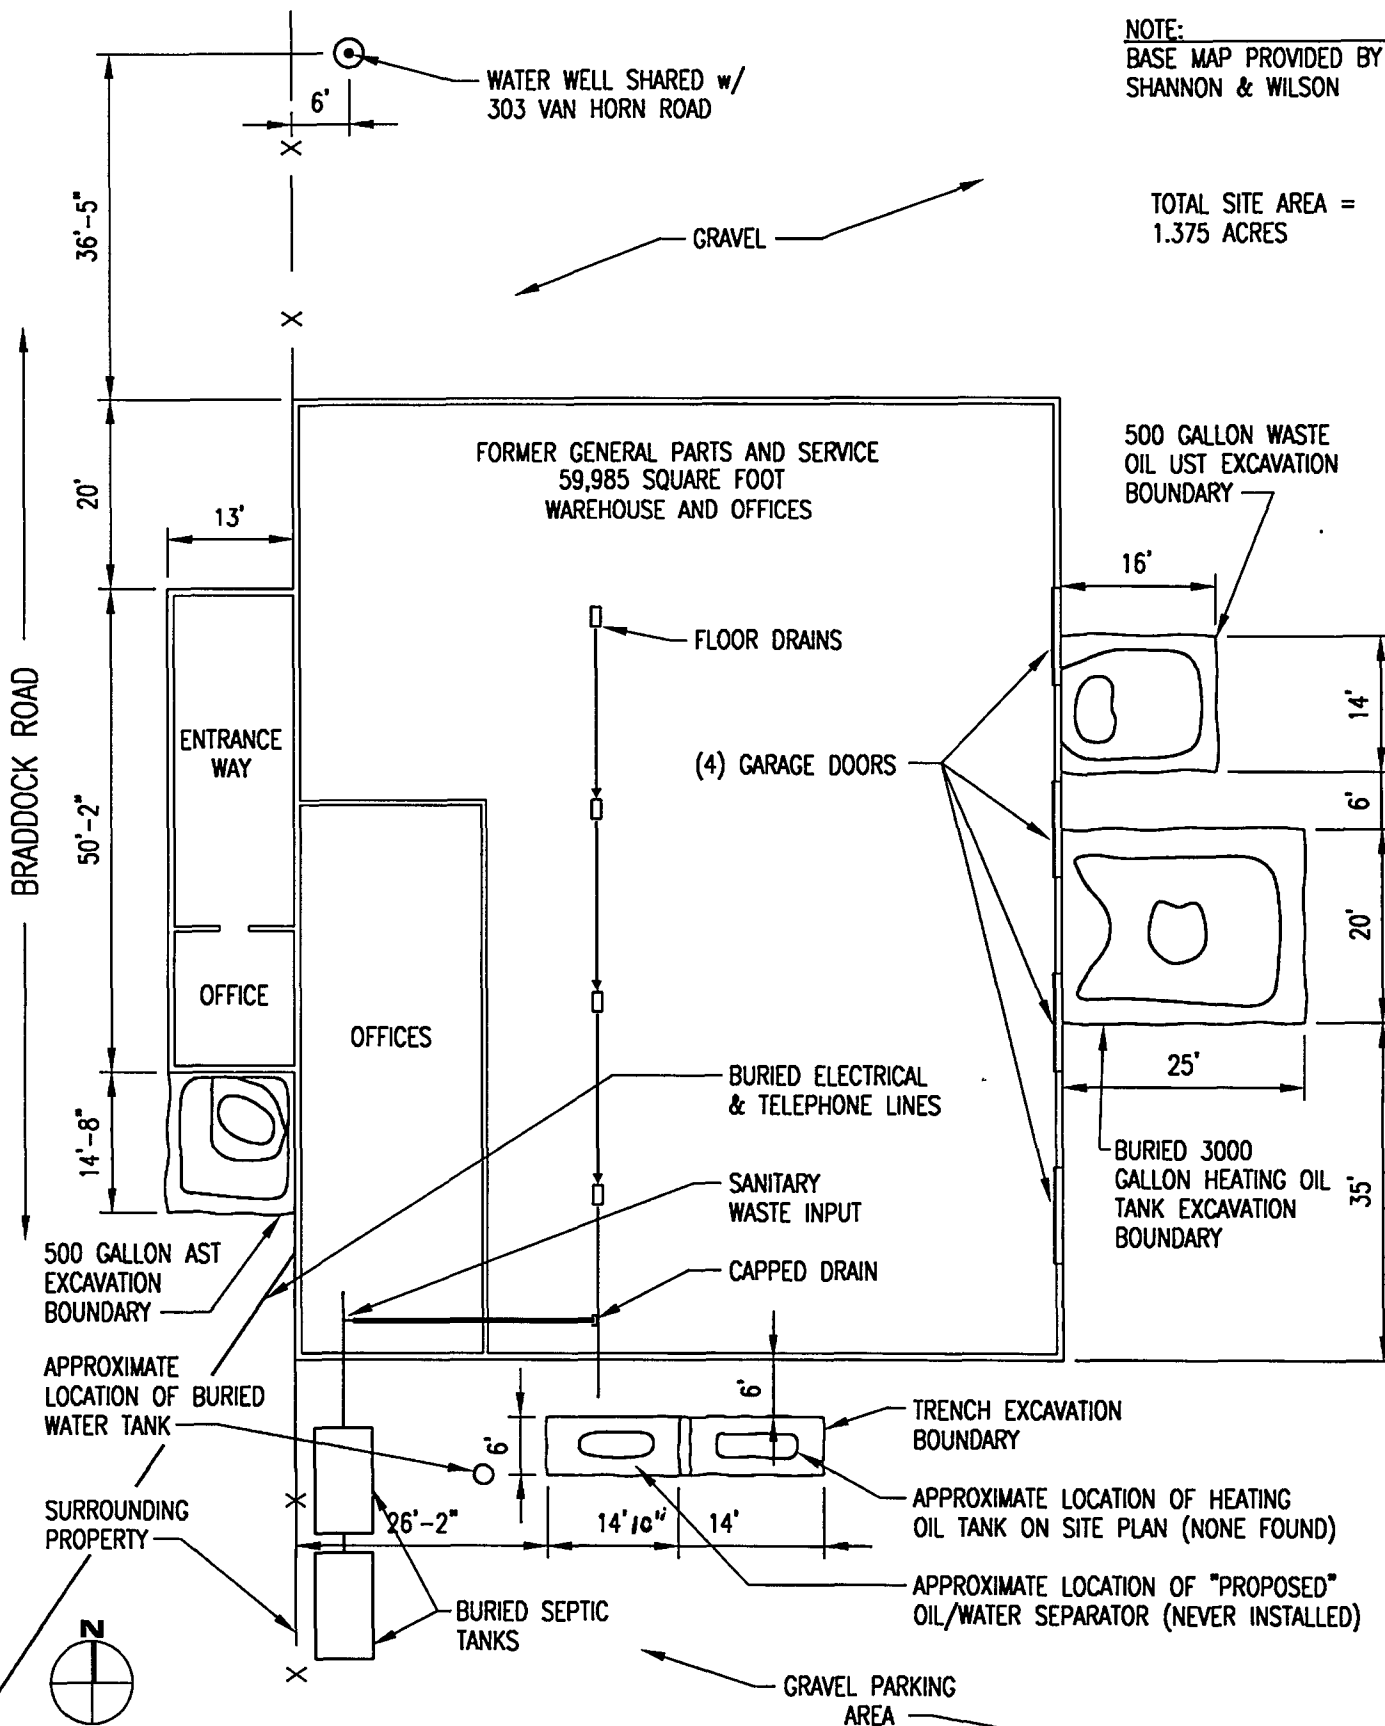 NOTE:
BASE MAP PROVIDED BY
SHANNON & WILSON
WATER WELL SHARED w/
303 VAN HORN ROAD
6'
X
36'-5"
TOTAL SITE AREA =
1.375 ACRES
GRAVEL
X
FORMER GENERAL PARTS AND SERVICE
59,985 SQUARE FOOT
WAREHOUSE AND OFFICES
500 GALLON WASTE
OIL UST EXCAVATION
BOUNDARY
20'
13'
16'
FLOOR DRAINS
BRADDOCK ROAD
ENTRANCE
WAY
50'-2"
(4) GARAGE DOORS
14'
6'
20'
OFFICE
OFFICES
25'
BURIED ELECTRICAL
& TELEPHONE LINES
14'-8"
BURIED 3000
GALLON HEATING OIL
TANK EXCAVATION
BOUNDARY
35'
SANITARY
WASTE INPUT
500 GALLON AST
EXCAVATION
BOUNDARY
CAPPED DRAIN
APPROXIMATE
LOCATION OF BURIED
WATER TANK
6'
6'
TRENCH EXCAVATION
BOUNDARY
SURROUNDING
PROPERTY
X
26'-2"
14'10"
14'
APPROXIMATE LOCATION OF HEATING
OIL TANK ON SITE PLAN (NONE FOUND)
APPROXIMATE LOCATION OF "PROPOSED"
OIL/WATER SEPARATOR (NEVER INSTALLED)
BURIED SEPTIC
TANKS
N
X
GRAVEL PARKING
AREA